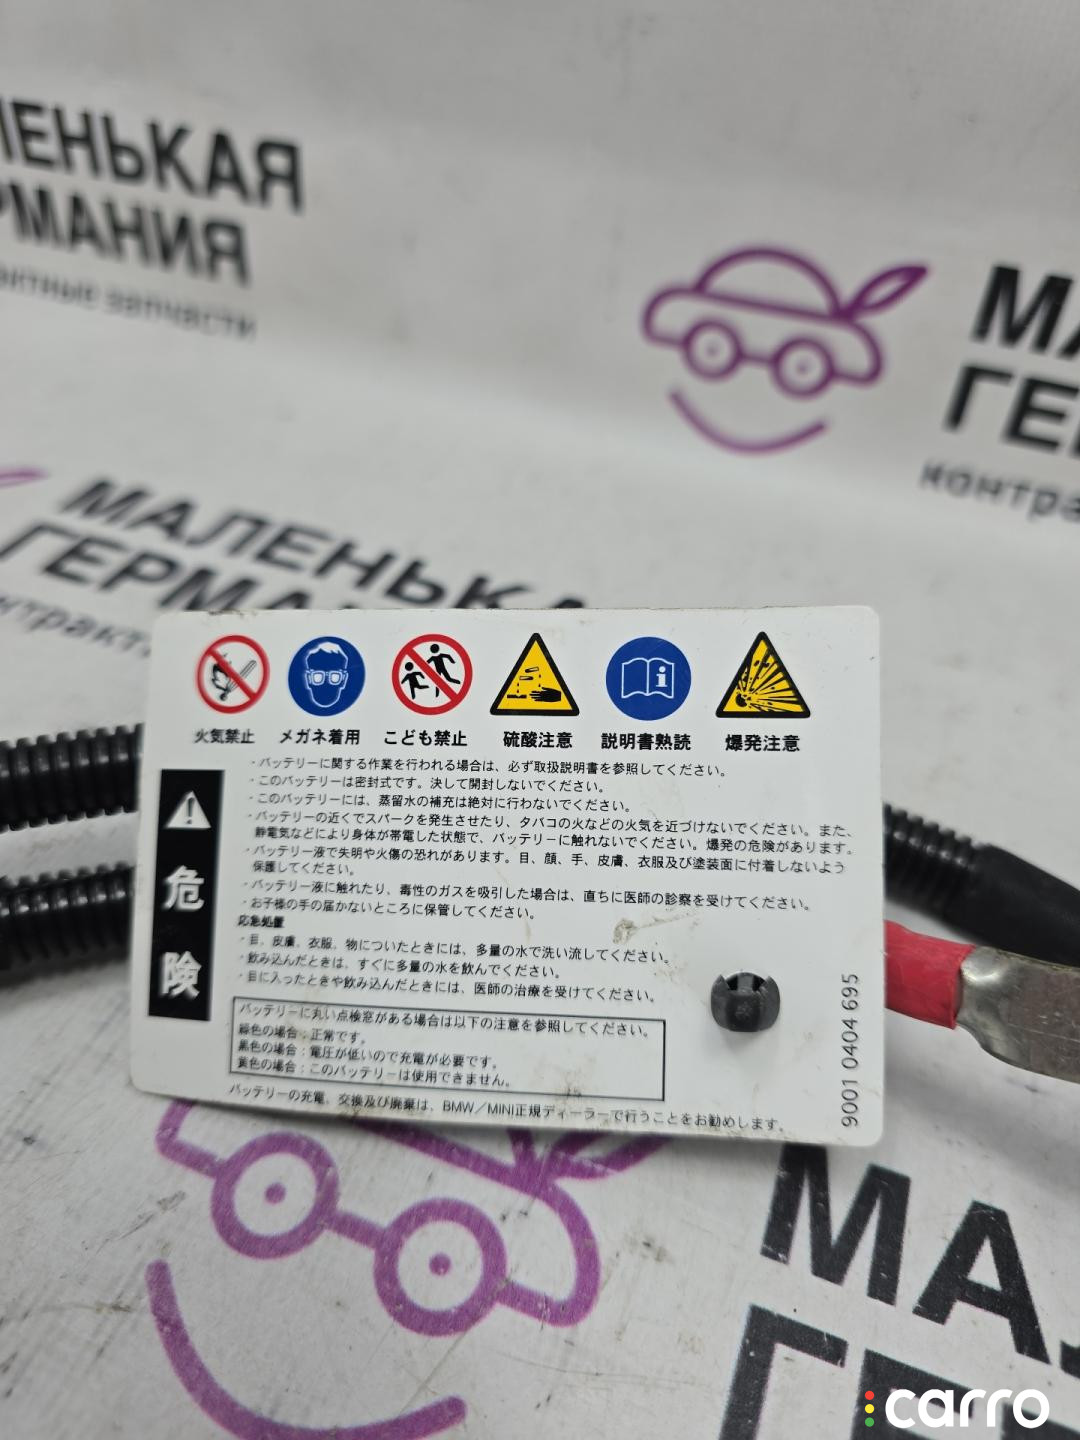 ЛЕНЬКАЯ
РМАНИЯ
актные запчасти
МА
ГЕ
контра
МАЛЕНЬКА
ГЕРМА
контракт
火気禁止 メガネ着用 こども禁止 硫酸注意 説明書熟読 爆発注意
危険
・バッテリーに関する作業を行われる場合は、必ず取扱説明書を参照してください。
・このバッテリーは密封式です。決して開封しないでください。
・このバッテリーには、蒸留水の補充は絶対に行わないでください。
・バッテリーの近くでスパークを発生させたり、タバコの火などの火気を近づけないでください。また、
静電気などにより身体が帯電した状態で、バッテリーに触れないでください。爆発の危険があります。
・バッテリー液で失明や火傷の恐れがあります。目、顔、手、皮膚、衣服及び塗装面に付着しないよう
保護してください。
・バッテリー液に触れたり、毒性のガスを吸引した場合は、直ちに医師の診察を受けてください。
・お子様の手の届かないところに保管してください。
応急処置
・目、皮膚、衣服、物についたときには、多量の水で洗い流してください。
・飲み込んだときは、すぐに多量の水を飲んでください。
・目に入ったときや飲み込んだときには、医師の治療を受けてください。
バッテリーに丸い点検窓がある場合は以下の注意を参照してください。
緑色の場合：正常です。
黒色の場合：電圧が低いので充電が必要です。
黄色の場合：このバッテリーは使用できません。
バッテリーの充電、交換及び廃棄は、BMW／MINI正規ディーラーで行うことをお勧めします。
9001 0404 695
МА
ГЕ
carro